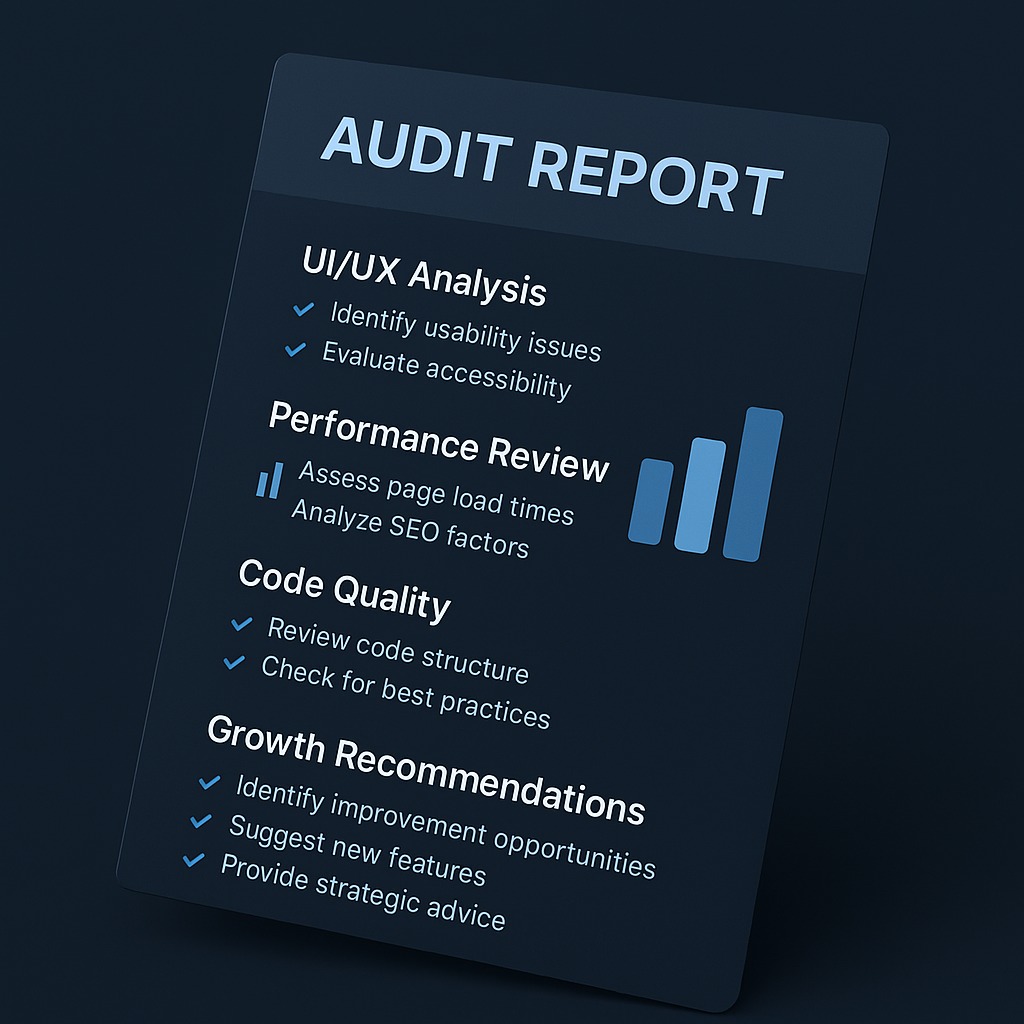 AUDIT REPORT
UI/UX Analysis
Identify usability issues
Evaluate accessibility
Performance Review
Assess page load times
Analyze SEO factors
Code Quality
Review code structure
Check for best practices
Growth Recommendations
Identify improvement opportunities
Suggest new features
Provide strategic advice